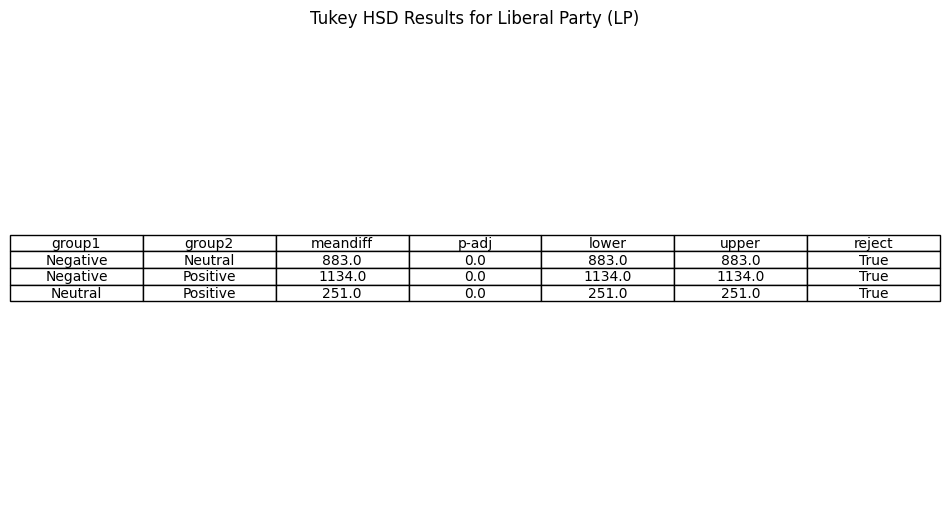 Tukey HSD Results for Liberal Party (LP)
group1 group2 meandiff p-adj lower upper reject
Negative Neutral 883.0 0.0 883.0 883.0 True
Negative Positive 1134.0 0.0 1134.0 1134.0 True
Neutral Positive 251.0 0.0 251.0 251.0 True